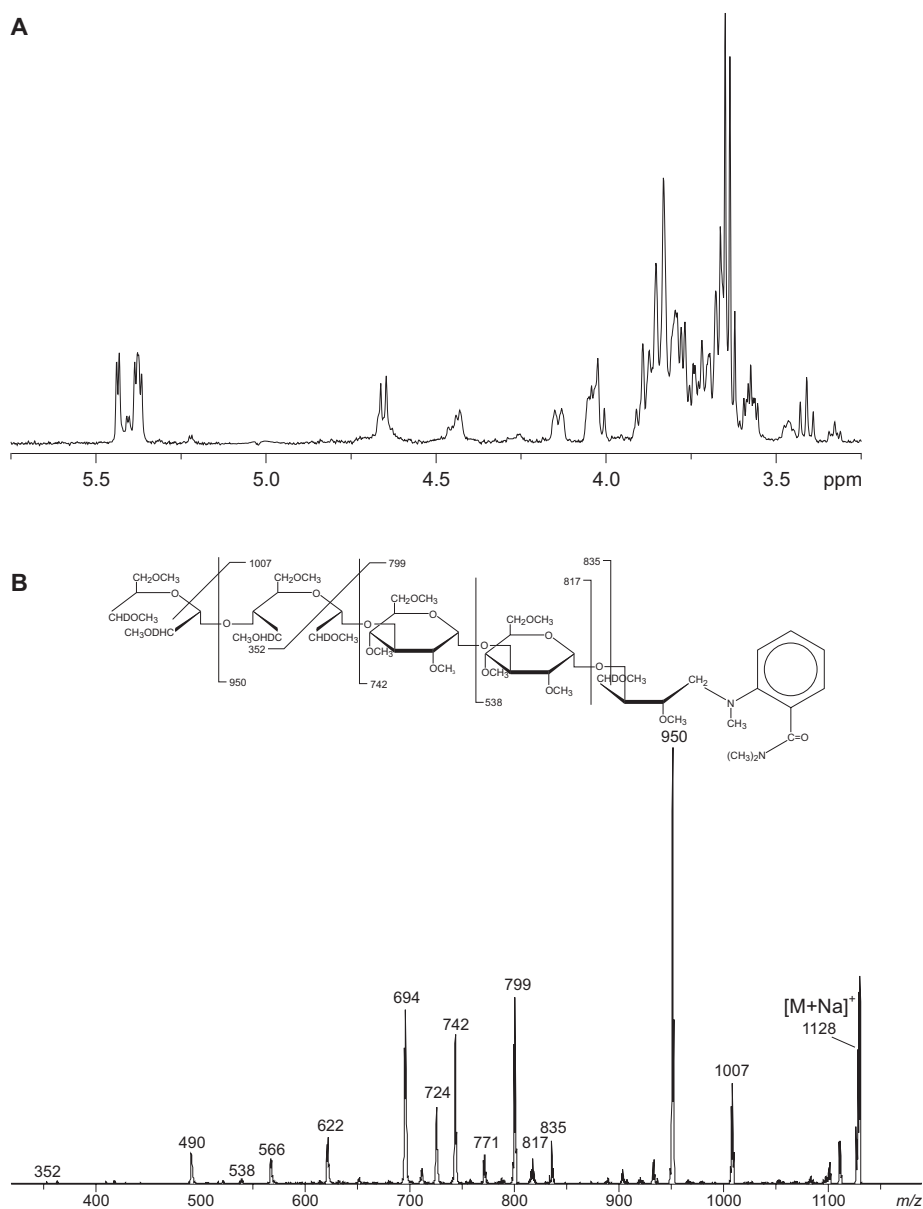 A
5.5 5.0 4.5 4.0 3.5 ppm
B
1007 799 835 817
CH₂OCH₃ CH₂OCH₃ CH₂OCH₃ CH₂OCH₃
O O O O O O O O O
CHDOCH₃ CH₃ODHC CH₃OHDC CHDOCH₃ OCH₃ OCH₃ OCH₃ OCH₃ CHDOCH₃ OCH₃
352
950 742 538
CH₂
N
CH₃
C=O
(CH₃)₂N
950
694 742 799
[M+Na]⁺
1128
1007
724
622 835
490 566 771 817
352 538
400 500 600 700 800 900 1000 1100 m/z